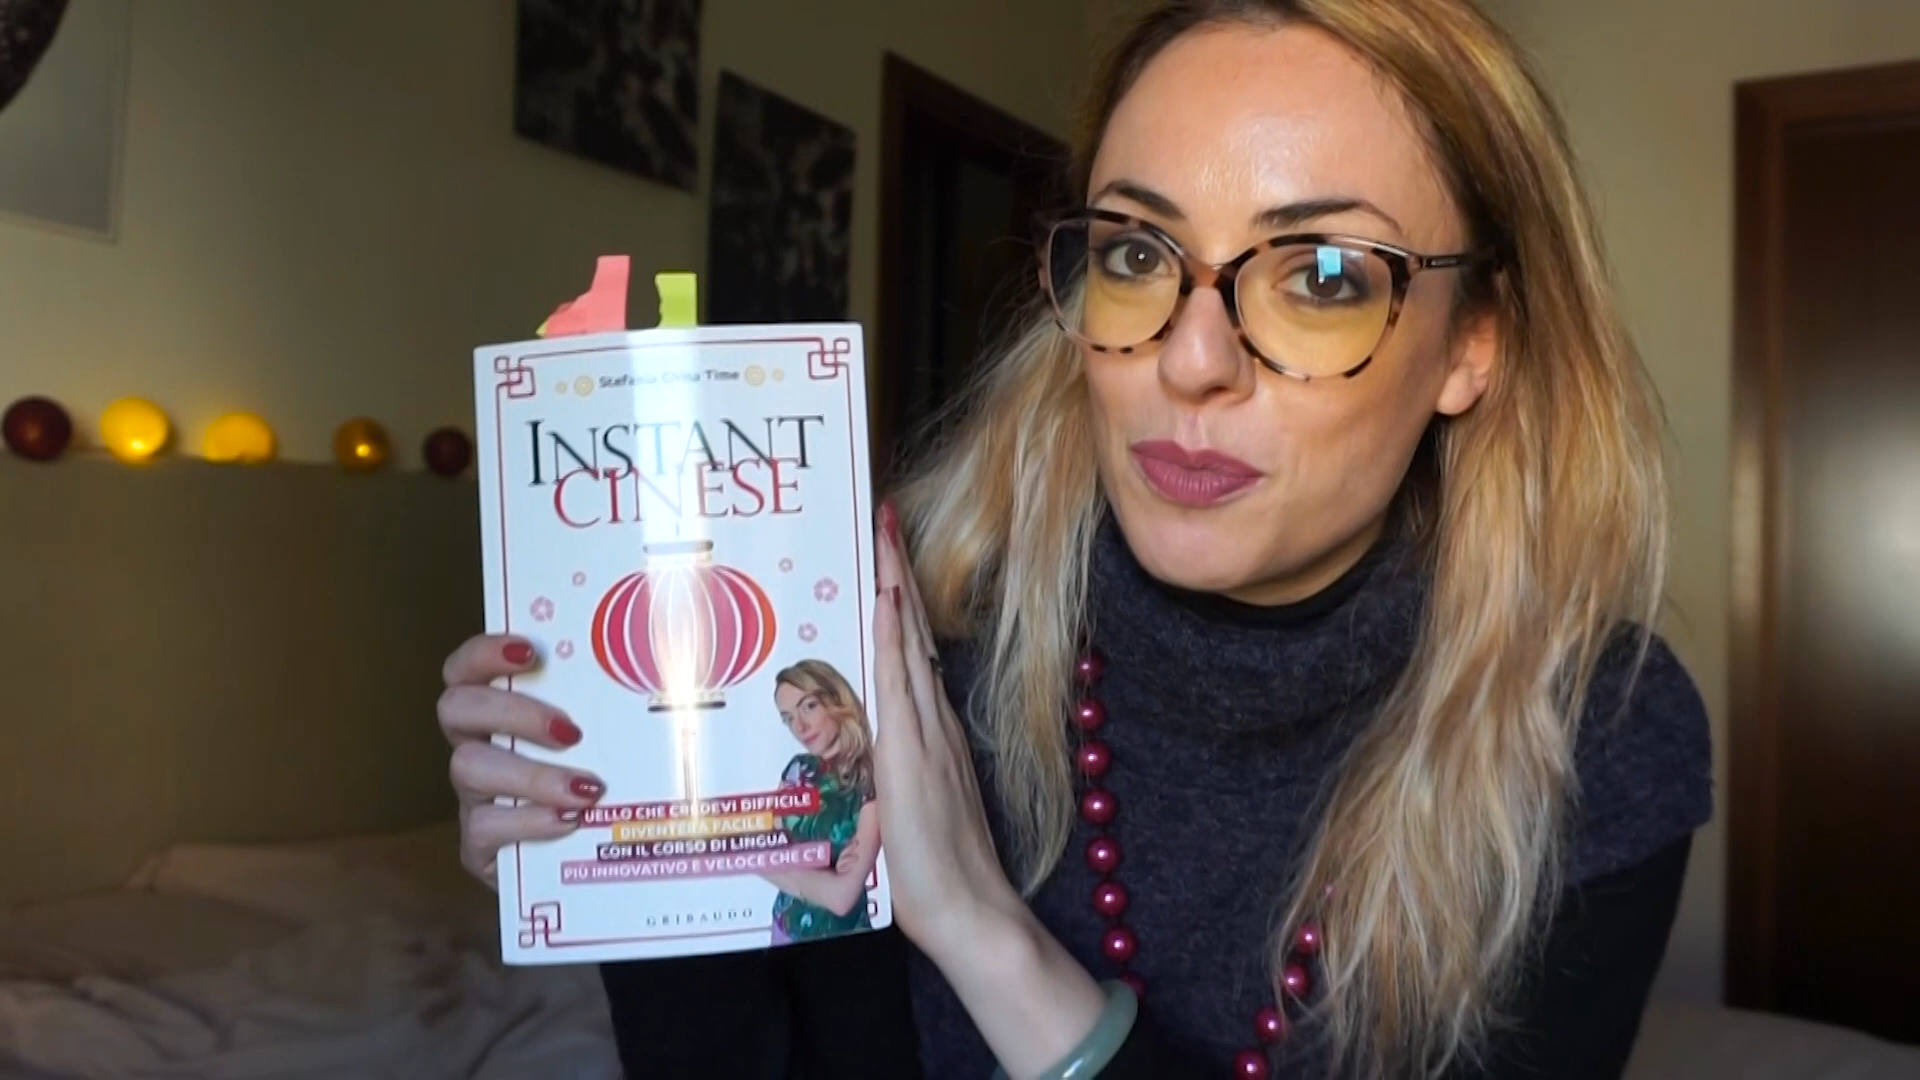 Stefania China Time
INSTANT
CINESE
UELLO CHE CREDEVI DIFFICILE
DIVENTERÀ FACILE
CON IL CORSO DI LINGUA
PIÙ INNOVATIVO E VELOCE CHE C'È
GRIBAUDO